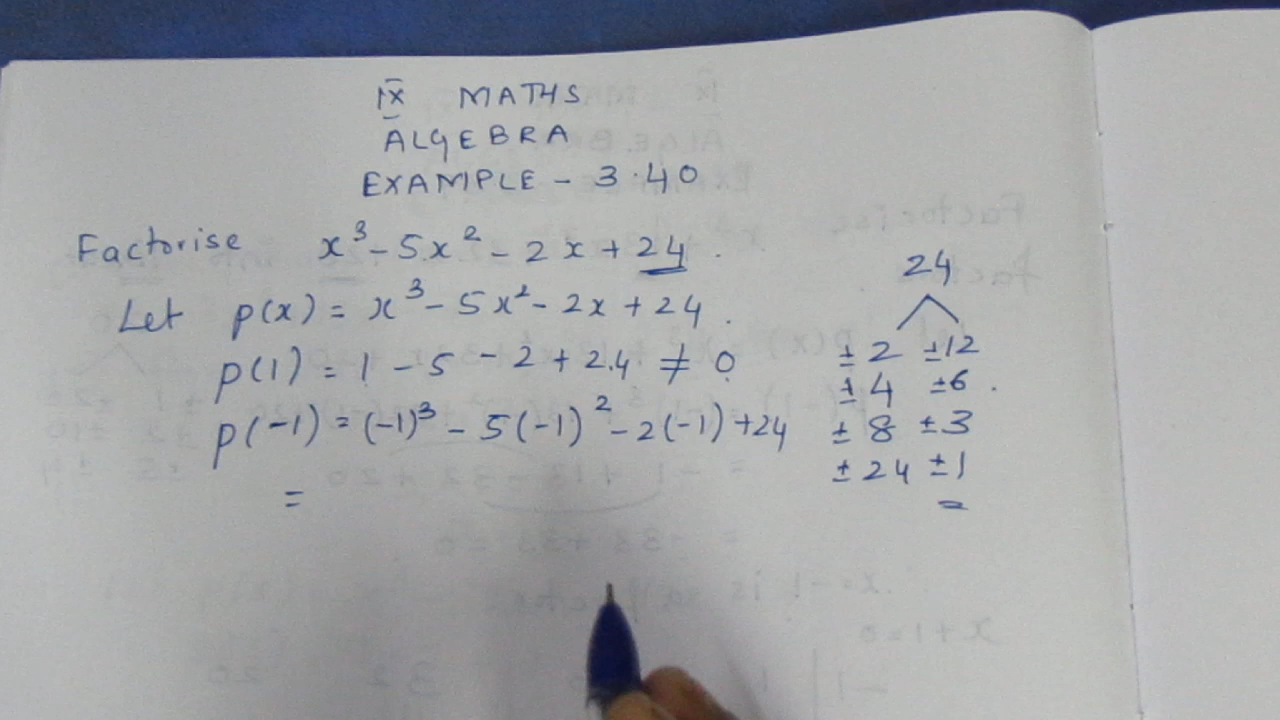 IX MATHS
ALGEBRA
EXAMPLE - 3.40
Factorise x³ - 5x² - 2x + 24.
Let p(x) = x³ - 5x² - 2x + 24.
p(1) = 1 - 5 - 2 + 24 ≠ 0
p(-1) = (-1)³ - 5(-1)² - 2(-1) + 24
=
24
±2 ±12
±4 ±6.
±8 ±3
±24 ±1